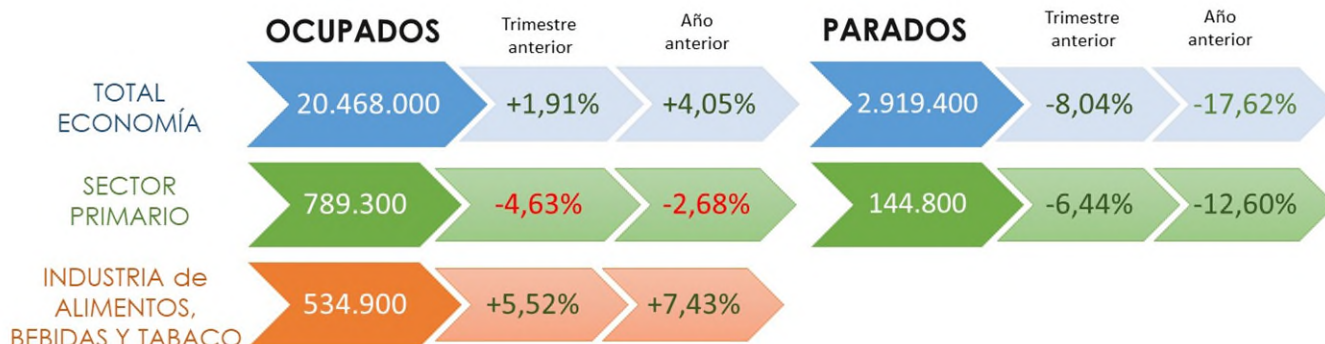 OCUPADOS
Trimestre
anterior
Año
anterior
PARADOS
Trimestre
anterior
Año
anterior
TOTAL
ECONOMÍA
20.468.000
+1,91%
+4,05%
2.919.400
-8,04%
-17,62%
SECTOR
PRIMARIO
789.300
-4,63%
-2,68%
144.800
-6,44%
-12,60%
INDUSTRIA de
ALIMENTOS,
BEBIDAS Y TABACO
534.900
+5,52%
+7,43%